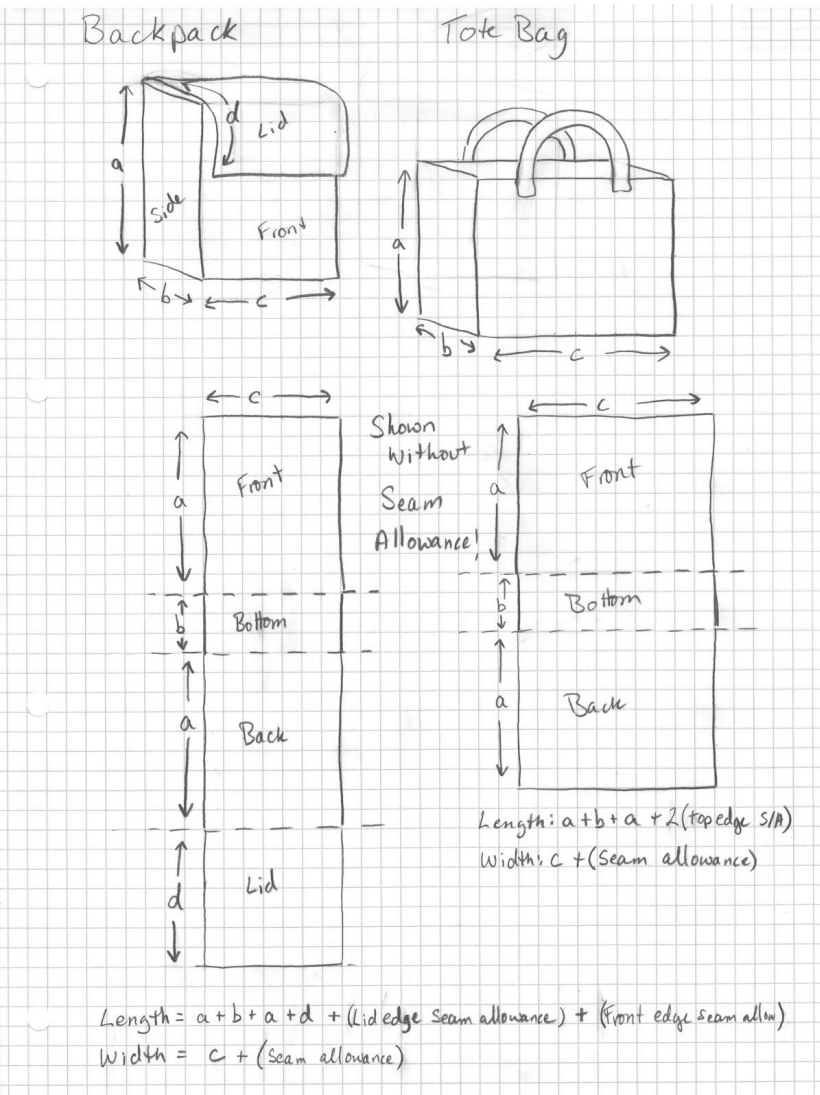 Backpack
Tote Bag
a
d
Lid
Side
Front
b
c
a
b
c
c
a
Front
b
Bottom
a
Back
d
Lid
Shown
Without
Seam
Allowance!
c
a
Front
b
Bottom
a
Back
Length: a+b+a + 2(top edge S/A)
Width: c + (Seam allowance)
Length = a + b + a + d + (Lid edge Seam allowance) + (Front edge seam allow)
Width = c + (Seam allowance)